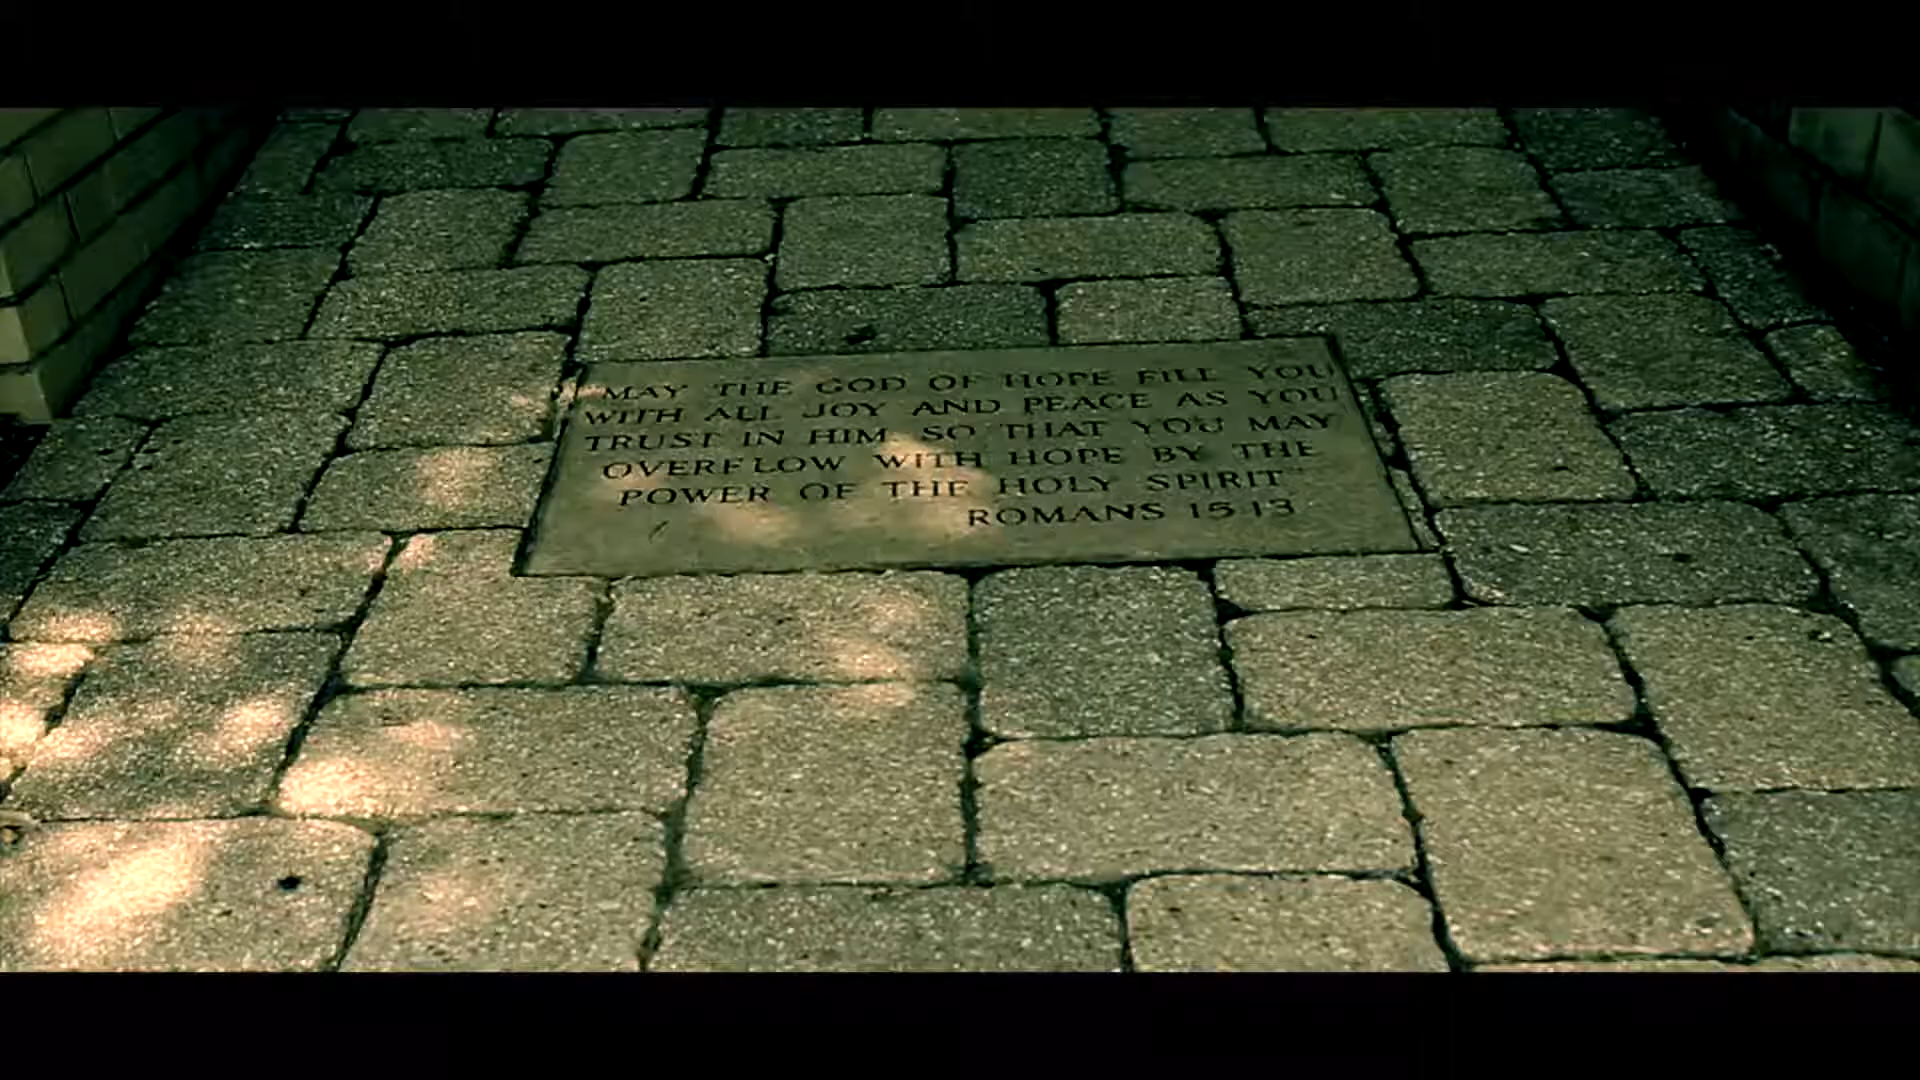 MAY THE GOD OF HOPE FILL YOU
WITH ALL JOY AND PEACE AS YOU
TRUST IN HIM, SO THAT YOU MAY
OVERFLOW WITH HOPE BY THE
POWER OF THE HOLY SPIRIT"
ROMANS 15:13